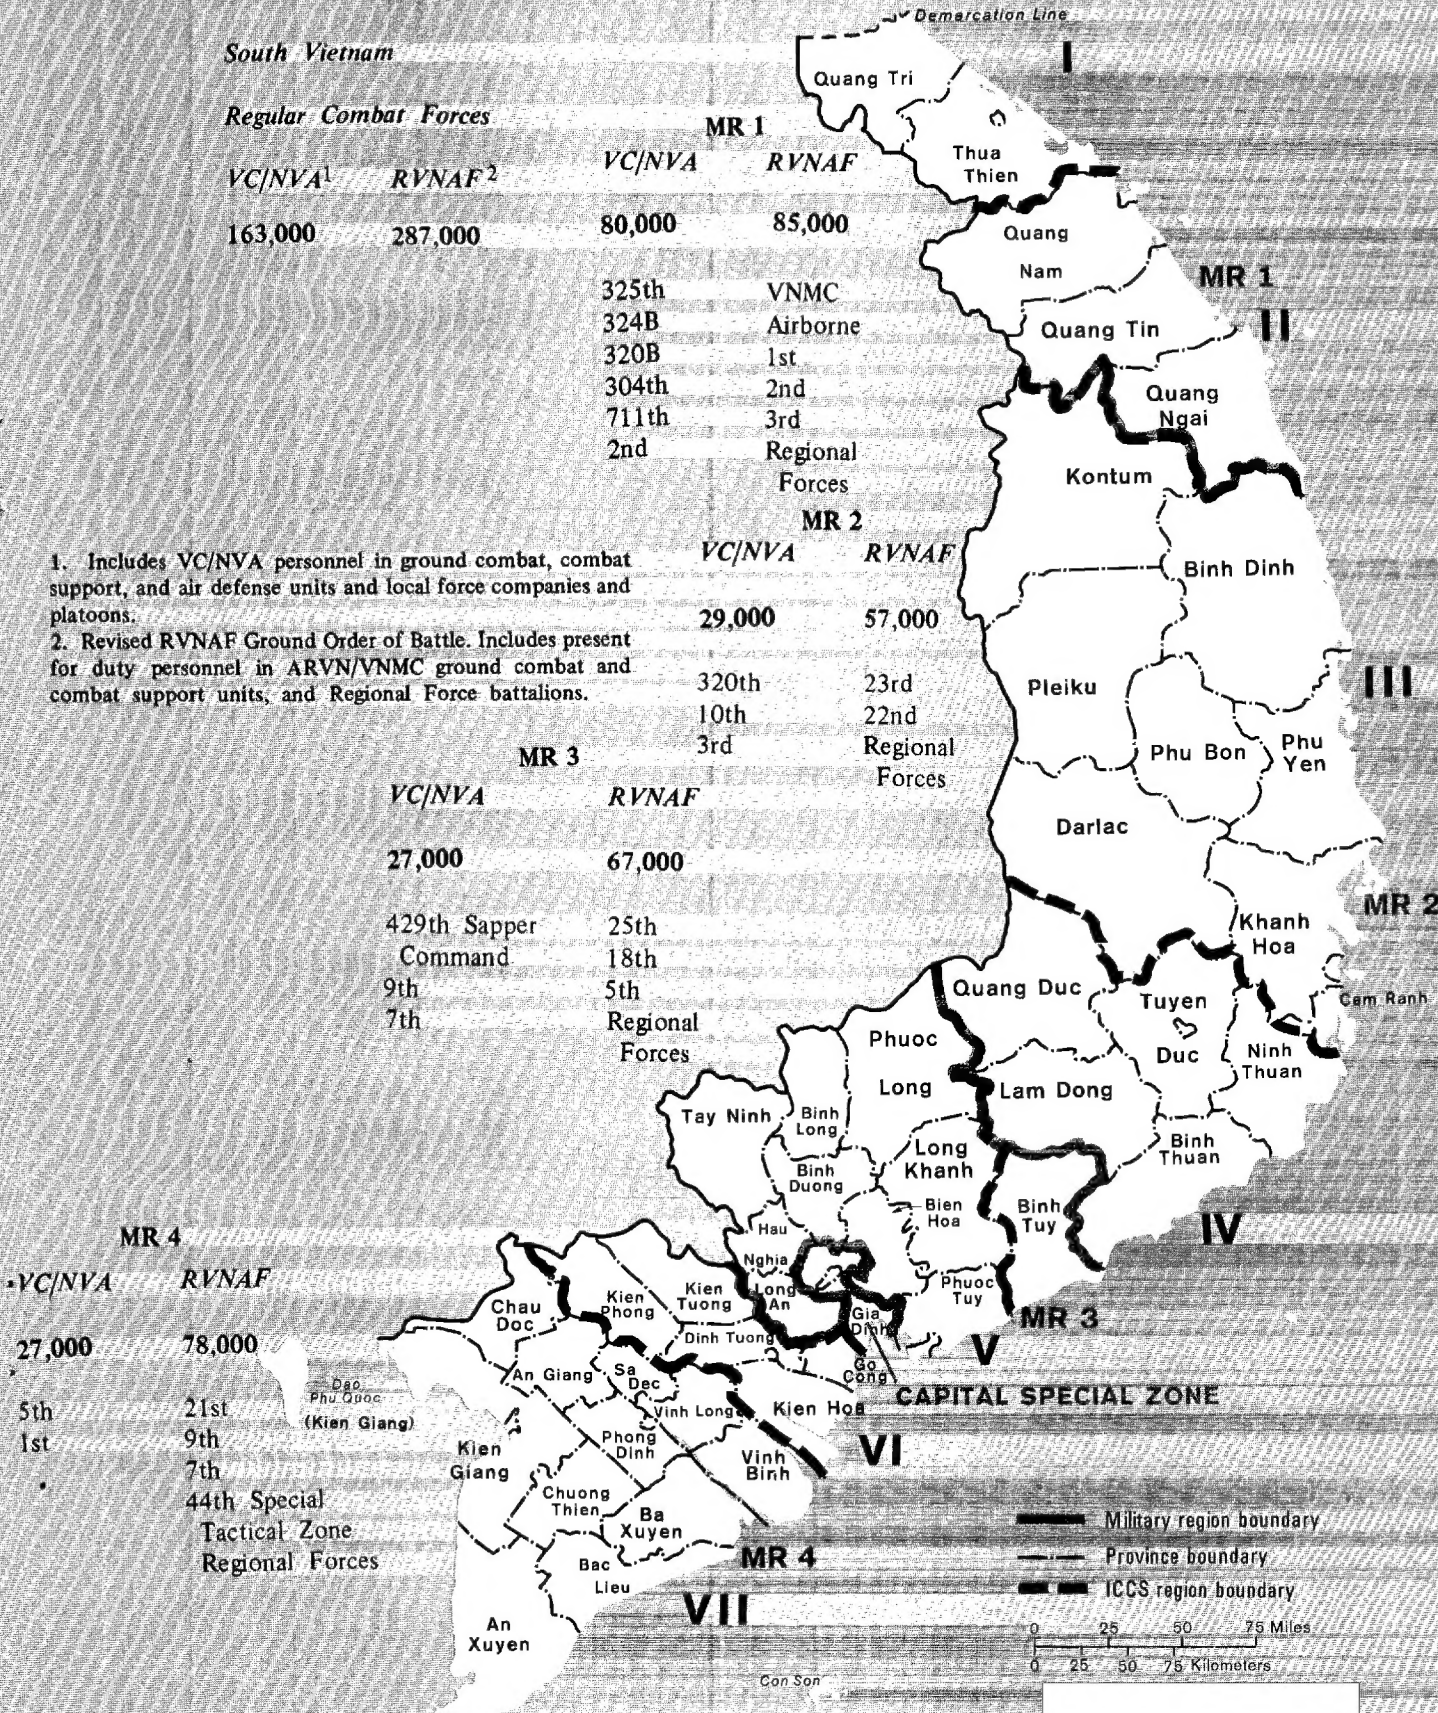 Demarcation Line
South Vietnam
Regular Combat Forces
VC/NVA1 RVNAF2
163,000 287,000
MR 1
VC/NVA RVNAF
80,000 85,000
325th VNMC
324B Airborne
320B 1st
304th 2nd
711th 3rd
2nd Regional
Forces
MR 2
VC/NVA RVNAF
29,000 57,000
320th 23rd
10th 22nd
3rd Regional
Forces
1. Includes VC/NVA personnel in ground combat, combat
support, and air defense units and local force companies and
platoons.
2. Revised RVNAF Ground Order of Battle. Includes present
for duty personnel in ARVN/VNMC ground combat and
combat support units, and Regional Force battalions.
MR 3
VC/NVA RVNAF
27,000 67,000
429th Sapper 25th
Command 18th
9th 5th
7th Regional
Forces
MR 4
VC/NVA RVNAF
27,000 78,000
5th 21st
1st 9th
7th
44th Special
Tactical Zone
Regional Forces
I
Quang Tri
Thua
Thien
Quang
Nam
MR 1
Quang Tin
II
Quang
Ngai
Kontum
Binh Dinh
Pleiku
III
Phu Bon
Phu
Yen
Darlac
MR 2
Khanh
Hoa
Cam Ranh
Quang Duc
Tuyen
Duc
Ninh
Thuan
Phuoc
Long
Lam Dong
Tay Ninh
Binh
Long
Long
Khanh
Binh
Thuan
Binh
Duong
Bien
Hoa
Binh
Tuy
IV
Hau
Nghia
Phuoc
Tuy
MR 3
Long
An
Gia
Dinh
V
Kien
Tuong
Kien
Phong
Chau
Doc
Dinh Tuong
Go
Cong
CAPITAL SPECIAL ZONE
An Giang
Sa
Dec
Dao
Phu Quoc
(Kien Giang)
Vinh Long
Kien Hoa
VI
Phong
Dinh
Vinh
Binh
Kien
Giang
Chuong
Thien
Ba
Xuyen
MR 4
Bac
Lieu
VII
An
Xuyen
Con Son
Military region boundary
Province boundary
ICCS region boundary
0 25 50 75 Miles
0 25 50 75 Kilometers